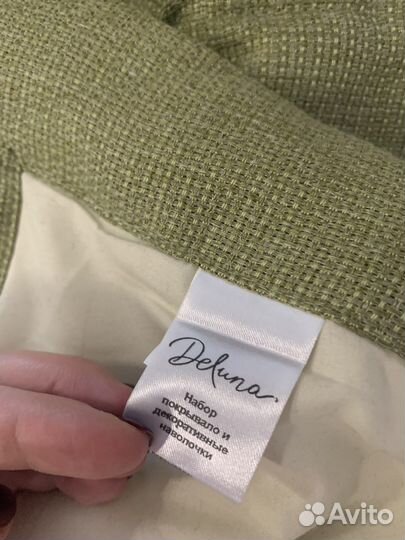 Deluna
Набор
покрывало и
декоративные
наволочки
Avito